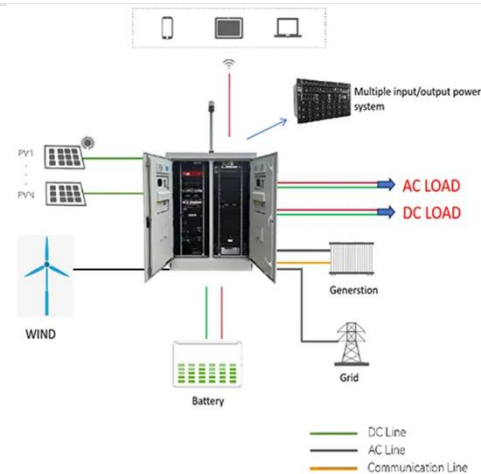 Multiple input/output power
system
PV1
PVN
AC LOAD
DC LOAD
Generstion
WIND
Grid
Battery
DC Line
AC Line
Communication Line